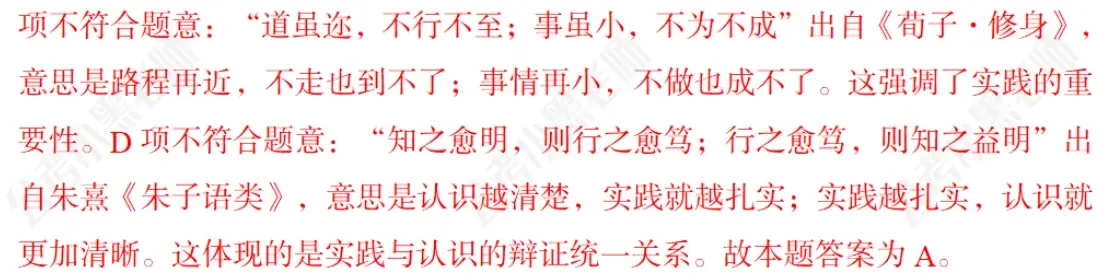 项不符合题意：“道虽迩，不行不至；事虽小，不为不成”出自《荀子·修身》，
意思是路程再近，不走也到不了；事情再小，不做也成不了。这强调了实践的重
要性。D 项不符合题意：“知之愈明，则行之愈笃；行之愈笃，则知之益明”出
自朱熹《朱子语类》，意思是认识越清楚，实践就越扎实；实践越扎实，认识就
更加清晰。这体现的是实践与认识的辩证统一关系。故本题答案为 A。